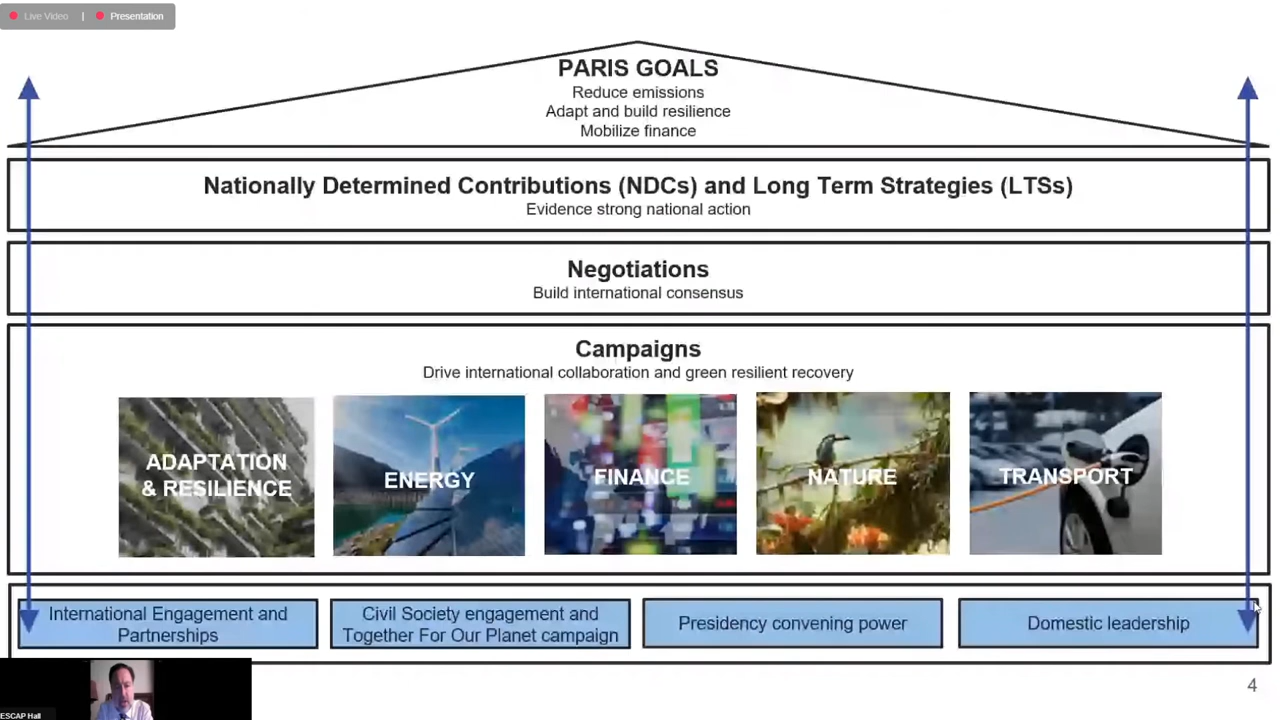 Live Video | Presentation
PARIS GOALS
Reduce emissions
Adapt and build resilience
Mobilize finance
Nationally Determined Contributions (NDCs) and Long Term Strategies (LTSs)
Evidence strong national action
Negotiations
Build international consensus
Campaigns
Drive international collaboration and green resilient recovery
ADAPTATION
& RESILIENCE
ENERGY
FINANCE
NATURE
TRANSPORT
International Engagement and
Partnerships
Civil Society engagement and
Together For Our Planet campaign
Presidency convening power
Domestic leadership
4
ESCAP Hall